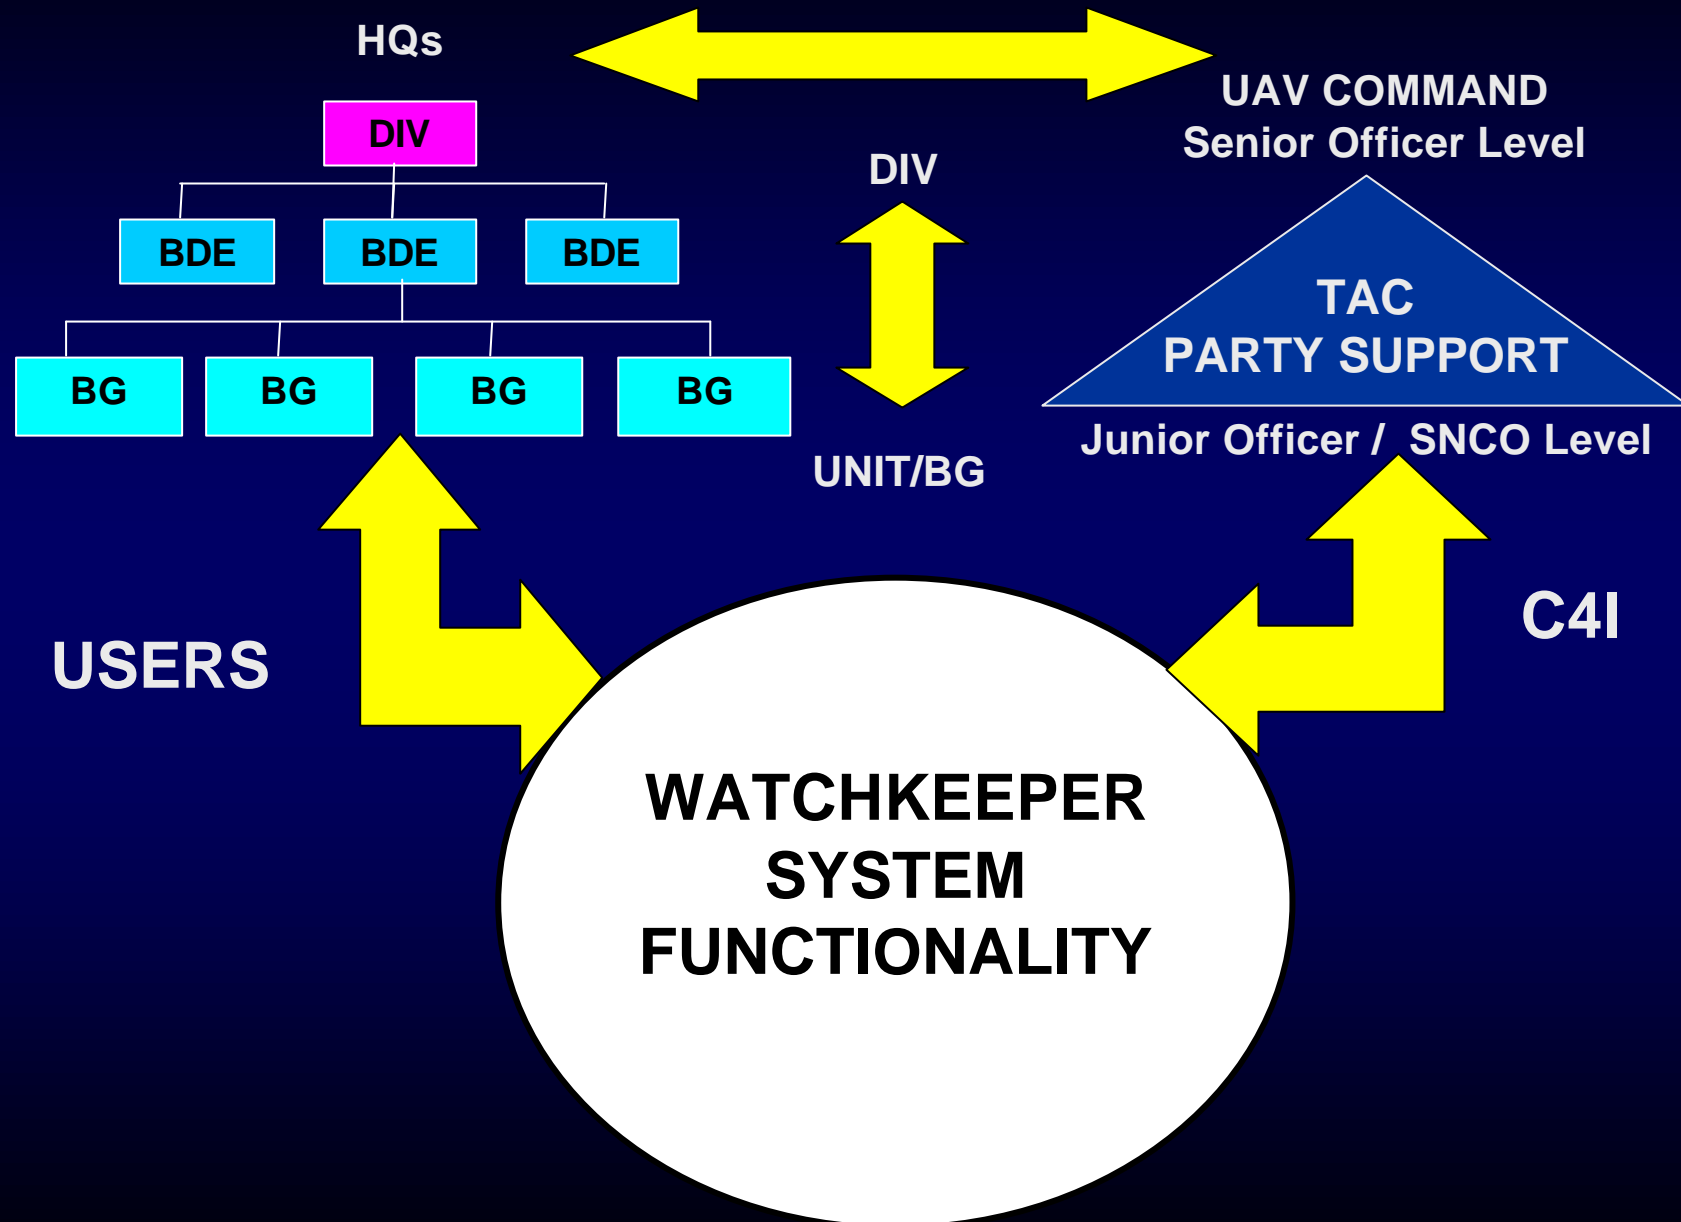 HQs
UAV COMMAND
Senior Officer Level
DIV
DIV
BDE
BDE
BDE
TAC
PARTY SUPPORT
BG
BG
BG
BG
Junior Officer / SNCO Level
UNIT/BG
C4I
USERS
WATCHKEEPER
SYSTEM
FUNCTIONALITY